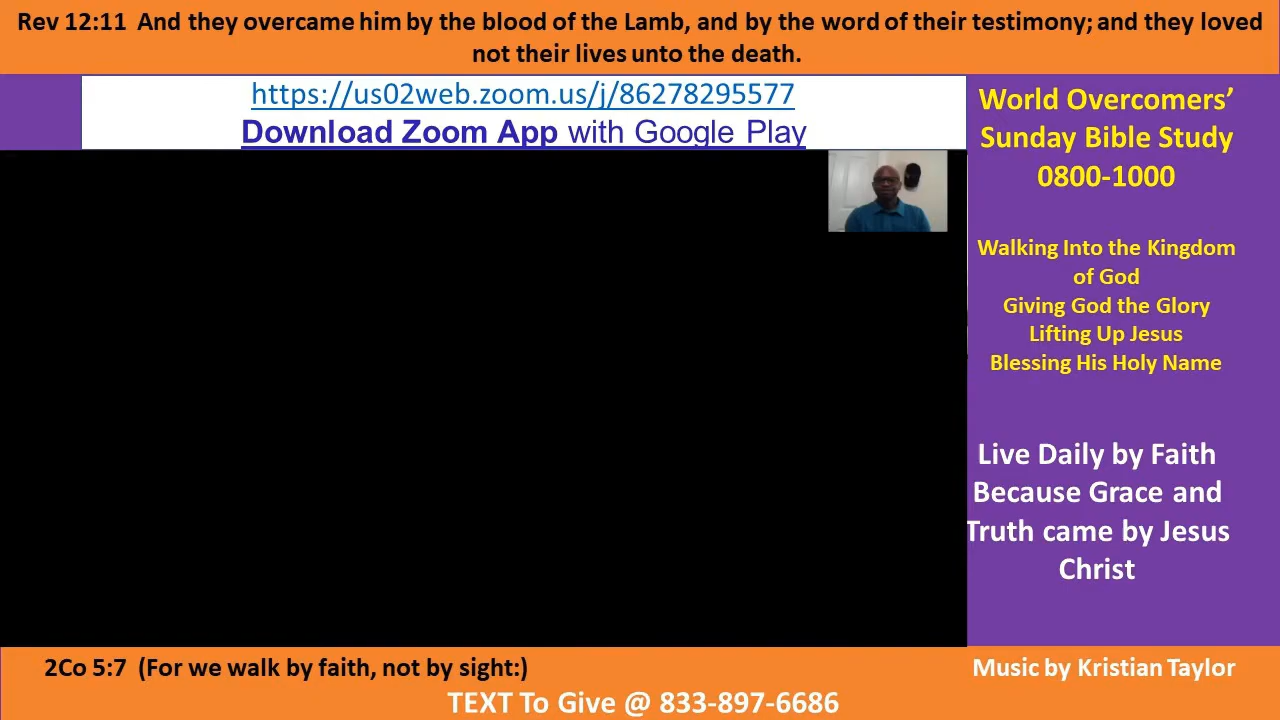 Rev 12:11  And they overcame him by the blood of the Lamb, and by the word of their testimony; and they loved
not their lives unto the death.
https://us02web.zoom.us/j/86278295577
Download Zoom App with Google Play
World Overcomers’
Sunday Bible Study
0800-1000
Walking Into the Kingdom
of God
Giving God the Glory
Lifting Up Jesus
Blessing His Holy Name
Live Daily by Faith
Because Grace and
Truth came by Jesus
Christ
2Co 5:7  (For we walk by faith, not by sight:)
Music by Kristian Taylor
TEXT To Give @ 833-897-6686